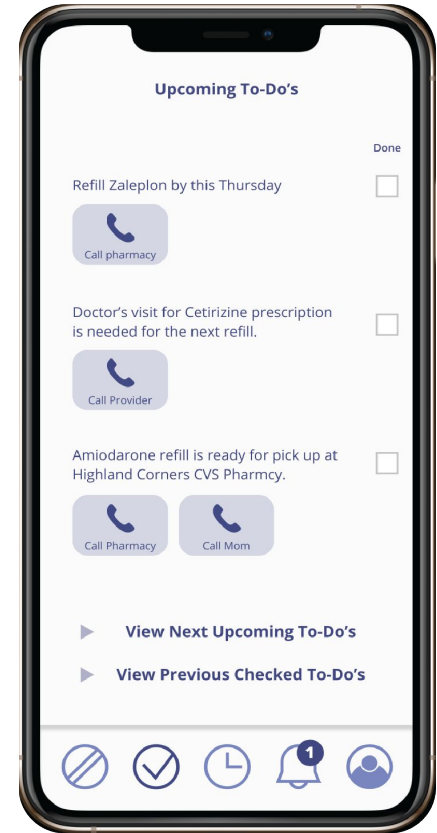 Upcoming To-Do's
Done
Refill Zaleplon by this Thursday
Call pharmacy
Doctor's visit for Cetirizine prescription
is needed for the next refill.
Call Provider
Amiodarone refill is ready for pick up at
Highland Corners CVS Pharmcy.
Call Pharmacy
Call Mom
View Next Upcoming To-Do's
View Previous Checked To-Do's
1